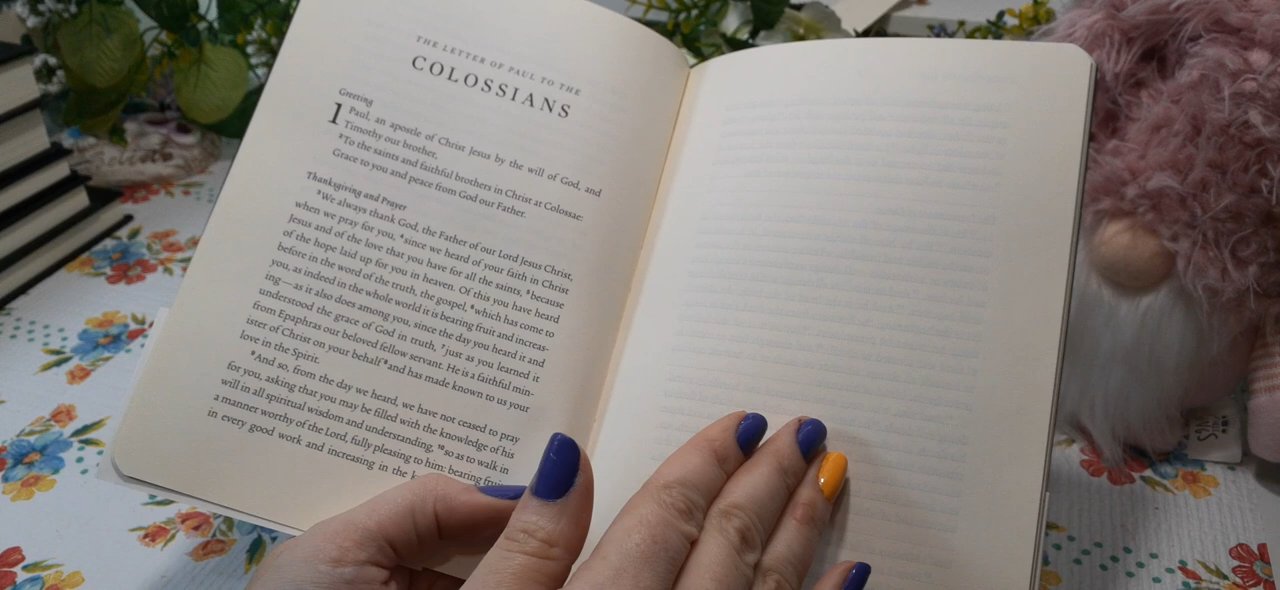 THE LETTER OF PAUL TO THE
COLOSSIANS
Greeting
1 Paul, an apostle of Christ Jesus by the will of God, and
Timothy our brother,
²To the saints and faithful brothers in Christ at Colossae:
Grace to you and peace from God our Father.
Thanksgiving and Prayer
³We always thank God, the Father of our Lord Jesus Christ,
when we pray for you, ⁴since we heard of your faith in Christ
Jesus and of the love that you have for all the saints, ⁵because
of the hope laid up for you in heaven. Of this you have heard
before in the word of the truth, the gospel, ⁶which has come to
you, as indeed in the whole world it is bearing fruit and increas-
ing—as it also does among you, since the day you heard it and
understood the grace of God in truth, ⁷just as you learned it
from Epaphras our beloved fellow servant. He is a faithful min-
ister of Christ on your behalf ⁸and has made known to us your
love in the Spirit.
⁹And so, from the day we heard, we have not ceased to pray
for you, asking that you may be filled with the knowledge of his
will in all spiritual wisdom and understanding, ¹⁰so as to walk in
a manner worthy of the Lord, fully pleasing to him: bearing
in every good work and increasing in the